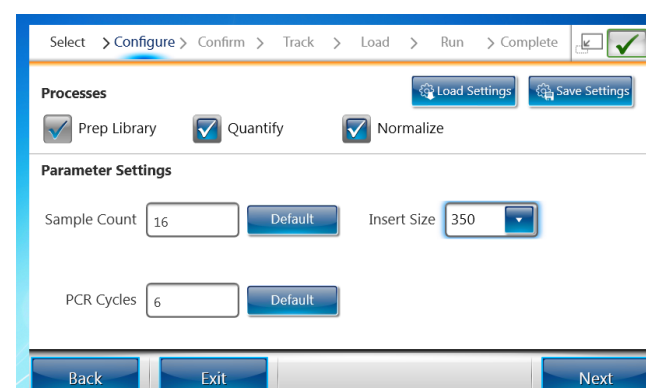 Select > Configure > Confirm > Track > Load > Run > Complete
Processes
Load Settings
Save Settings
Prep Library
Quantify
Normalize
Parameter Settings
Sample Count 16 Default
Insert Size 350
PCR Cycles 6 Default
Back
Exit
Next